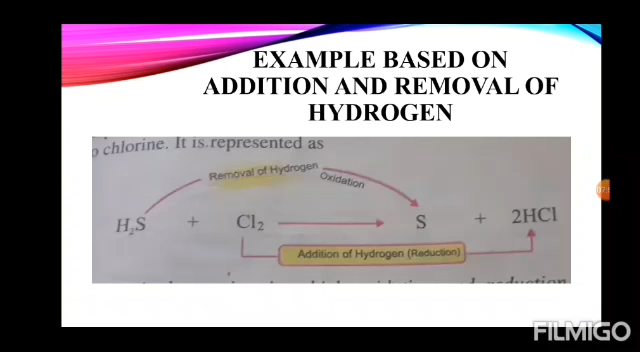 EXAMPLE BASED ON
ADDITION AND REMOVAL OF
HYDROGEN
chlorine. It is represented as
Removal of Hydrogen
Oxidation
H₂S + Cl₂ S + 2HCl
Addition of Hydrogen (Reduction)
FILMIGO